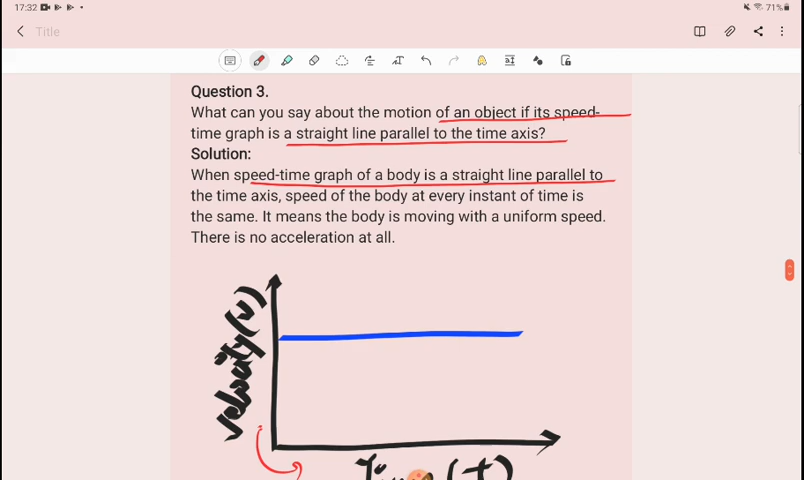 17:32
71%
Title
Question 3.
What can you say about the motion of an object if its speed-
time graph is a straight line parallel to the time axis?
Solution:
When speed-time graph of a body is a straight line parallel to
the time axis, speed of the body at every instant of time is
the same. It means the body is moving with a uniform speed.
There is no acceleration at all.
velocity(v)
(t)